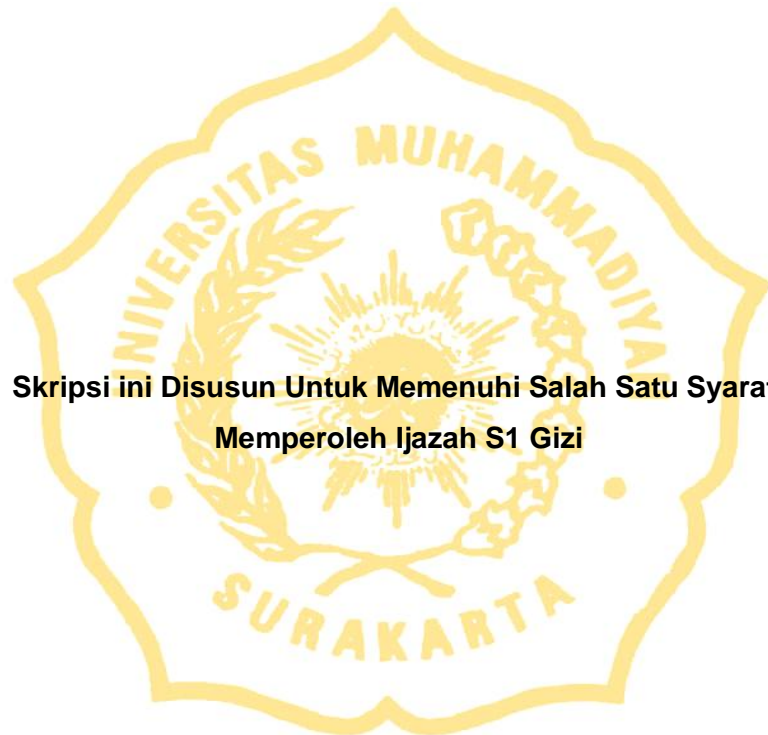 UNIVERSITAS MUHAMMADIYAH
Skripsi ini Disusun Untuk Memenuhi Salah Satu Syarat
Memperoleh Ijazah S1 Gizi
SURAKARTA